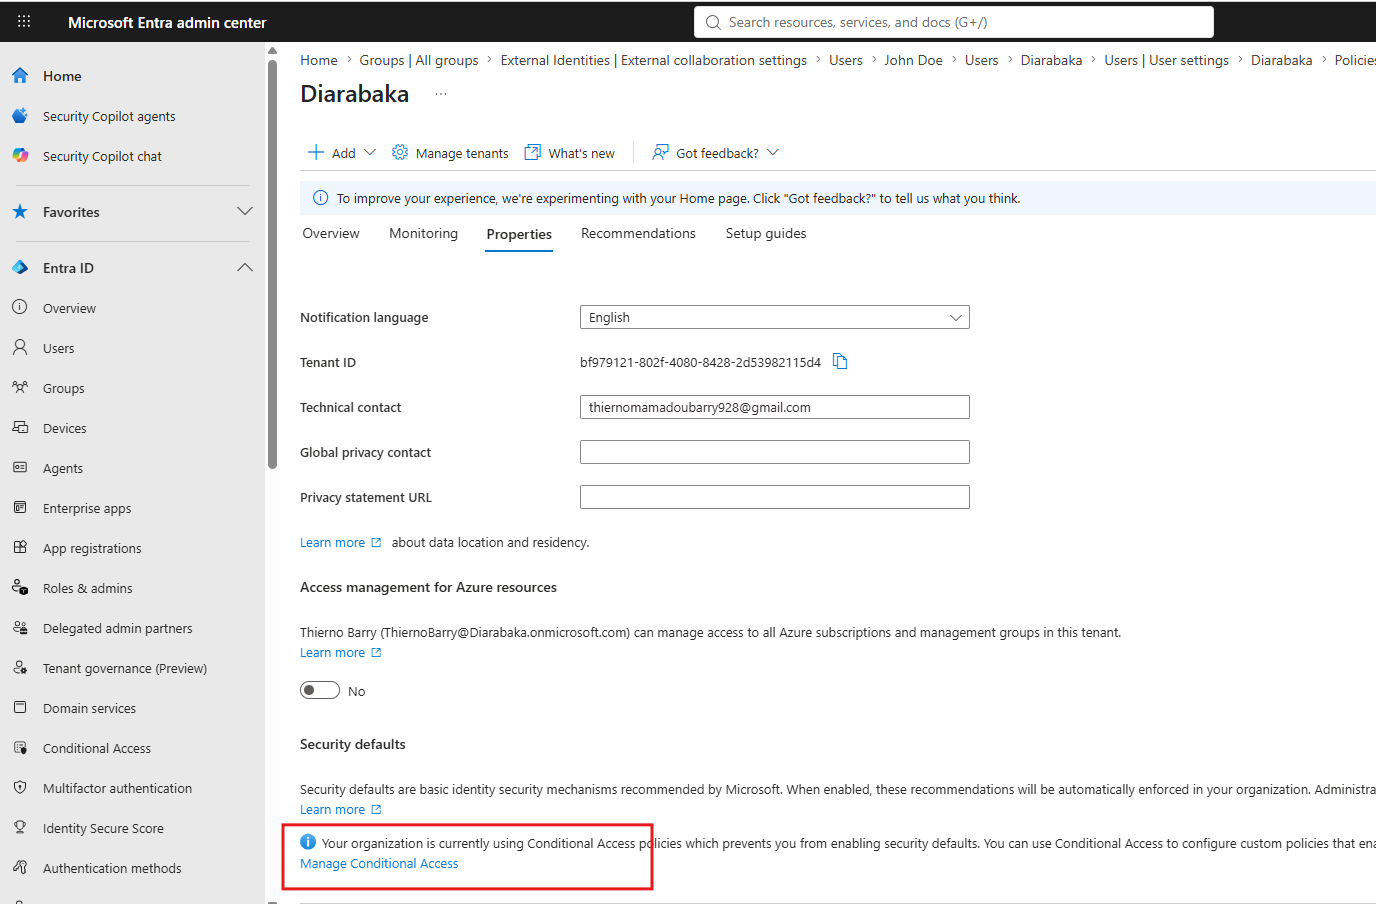 Microsoft Entra admin center
Search resources, services, and docs (G+/)
Home
Security Copilot agents
Security Copilot chat
Favorites
Entra ID
Overview
Users
Groups
Devices
Agents
Enterprise apps
App registrations
Roles & admins
Delegated admin partners
Tenant governance (Preview)
Domain services
Conditional Access
Multifactor authentication
Identity Secure Score
Authentication methods
Home > Groups | All groups > External Identities | External collaboration settings > Users > John Doe > Users > Diarabaka > Users | User settings > Diarabaka > Policies
Diarabaka ...
Add Manage tenants What's new Got feedback?
To improve your experience, we're experimenting with your Home page. Click "Got feedback?" to tell us what you think.
Overview Monitoring Properties Recommendations Setup guides
Notification language English
Tenant ID bf979121-802f-4080-8428-2d53982115d4
Technical contact thiernomamadoubarry928@gmail.com
Global privacy contact
Privacy statement URL
Learn more about data location and residency.
Access management for Azure resources
Thierno Barry (ThiernoBarry@Diarabaka.onmicrosoft.com) can manage access to all Azure subscriptions and management groups in this tenant.
Learn more
No
Security defaults
Security defaults are basic identity security mechanisms recommended by Microsoft. When enabled, these recommendations will be automatically enforced in your organization. Administra
Learn more
Your organization is currently using Conditional Access policies which prevents you from enabling security defaults. You can use Conditional Access to configure custom policies that ena
Manage Conditional Access